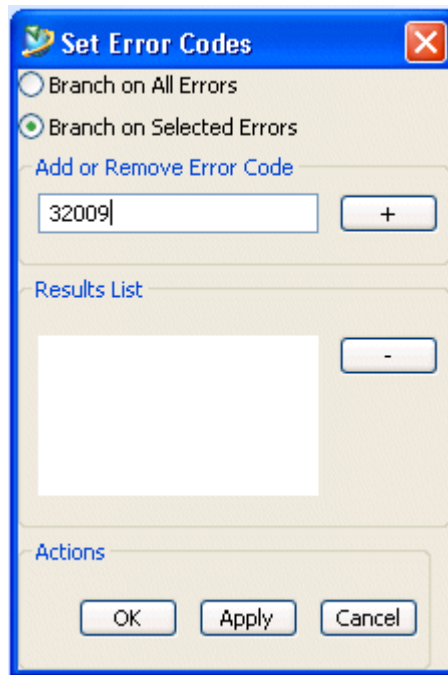 Set Error Codes
Branch on All Errors
Branch on Selected Errors
Add or Remove Error Code
32009
+
Results List
-
Actions
OK Apply Cancel